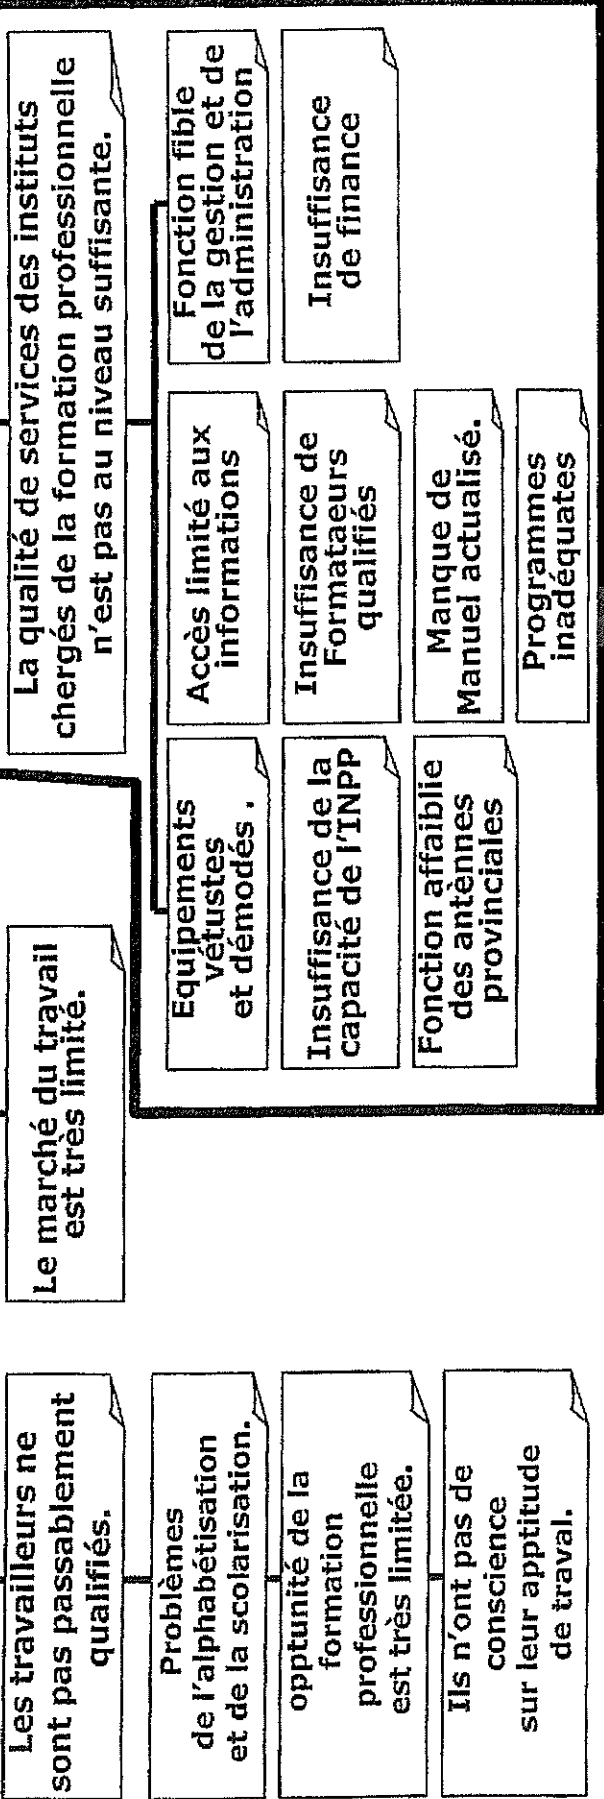 Les travailleurs ne
sont pas passablement
qualifiés.
Problèmes
de l'alphabétisation
et de la scolarisation.
opptunité de la
formation
professionnelle
est très limitée.
Ils n'ont pas de
conscience
sur leur apptitude
de traval.
Le marché du travail
est très limité.
La qualité de services des instituts
chergés de la formation professionnelle
n'est pas au niveau suffisante.
Equipements
vétustes
et démodés .
Insuffisance de la
capacité de l'INPP
Fonction affaiblie
des antènnes
provinciales
Accès limité aux
informations
Insuffisance de
Formataeurs
qualifiés
Manque de
Manuel actualisé.
Programmes
inadéquates
Fonction fible
de la gestion et de
l'administration
Insuffisance
de finance